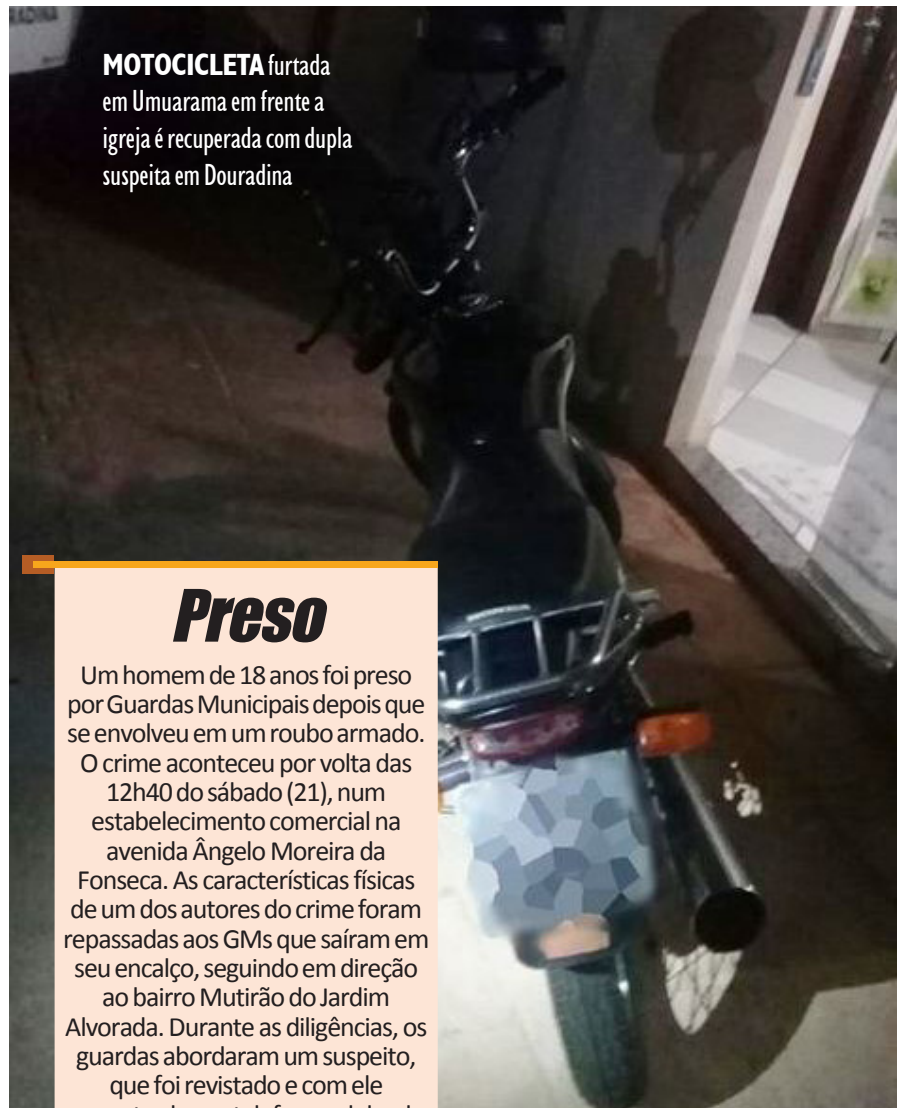 MOTOCICLETA furtada
em Umuarama em frente a
igreja é recuperada com dupla
suspeita em Douradina
Preso
Um homem de 18 anos foi preso
por Guardas Municipais depois que
se envolveu em um roubo armado.
O crime aconteceu por volta das
12h40 do sábado (21), num
estabelecimento comercial na
avenida Ângelo Moreira da
Fonseca. As características físicas
de um dos autores do crime foram
repassadas aos GMs que saíram em
seu encalço, seguindo em direção
ao bairro Mutirão do Jardim
Alvorada. Durante as diligências, os
guardas abordaram um suspeito,
que foi revistado e com ele